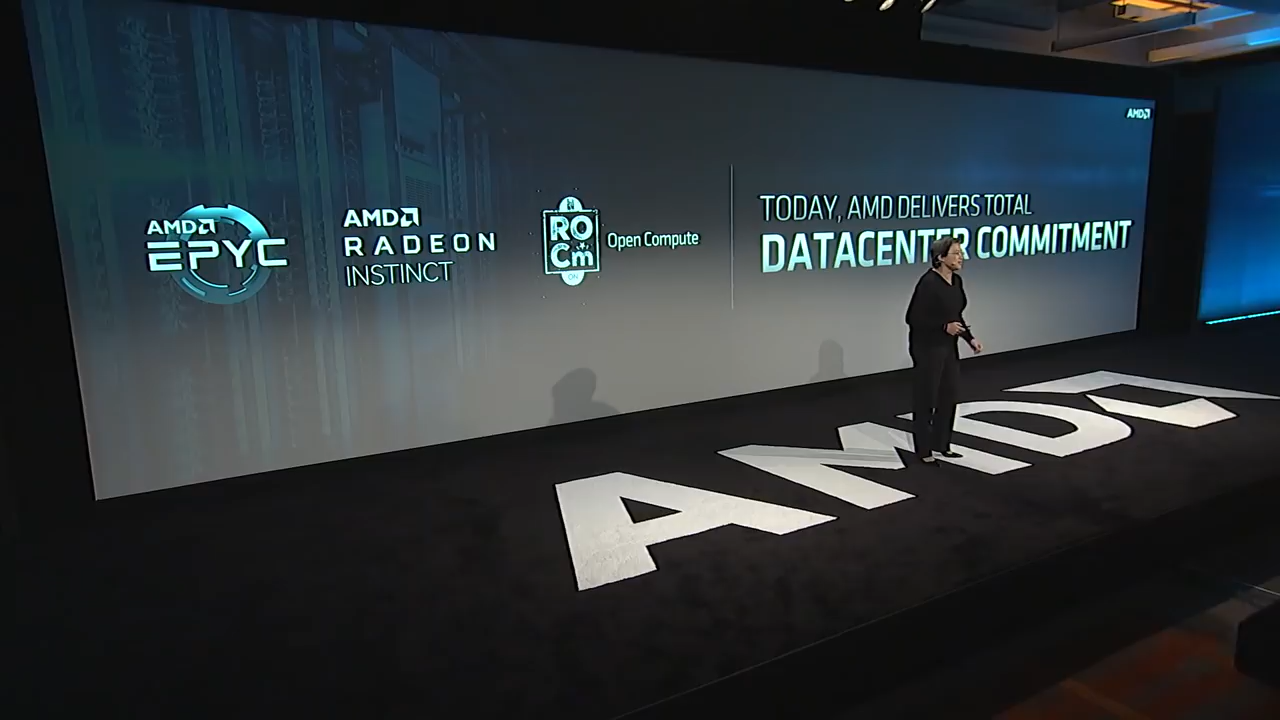 AMD
AMD
EPYC
AMD
RADEON
INSTINCT
RO
Cm
Open Compute
TODAY, AMD DELIVERS TOTAL
DATACENTER COMMITMENT
AMD